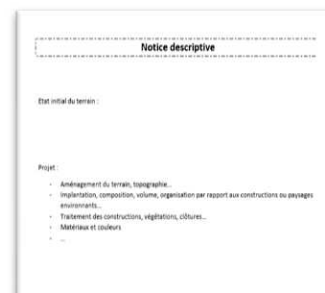 Notice descriptive
Etat initial du terrain :
Projet :
- Aménagement du terrain, topographie…
- Implantation, composition, volume, organisation par rapport aux constructions ou paysages
environnants…
- Traitement des constructions, végétations, clôtures…
- Matériaux et couleurs
- …